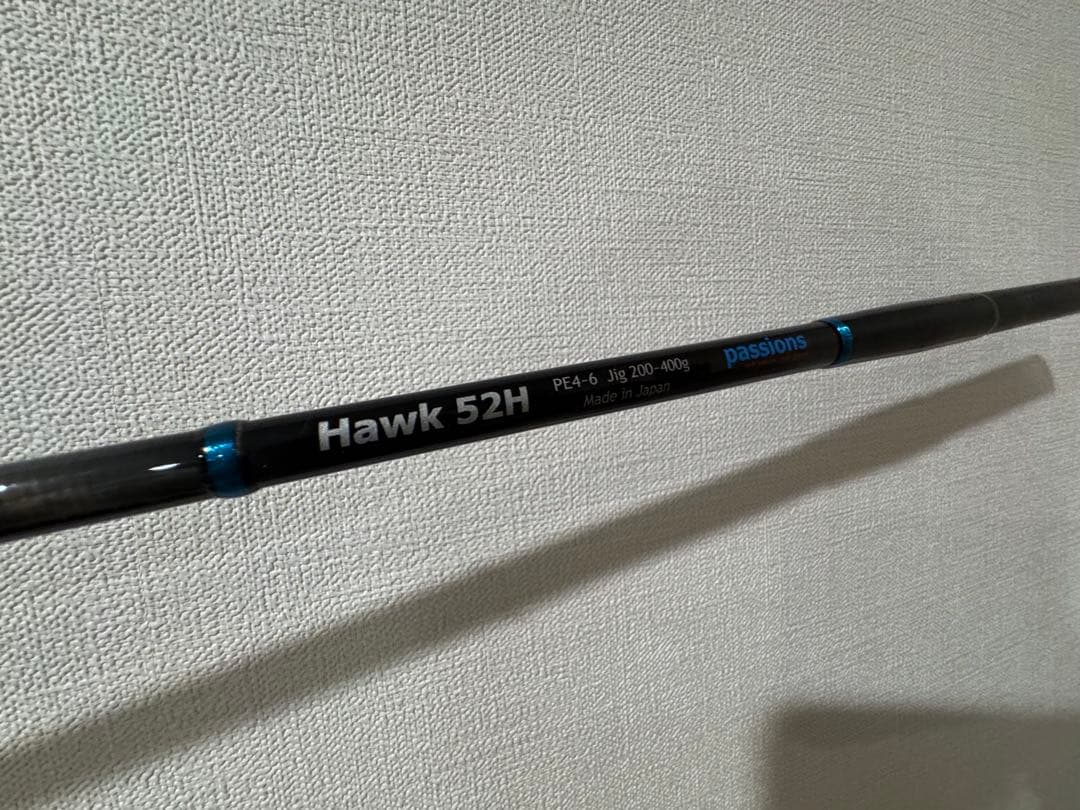 Hawk 52H
PE4-6 Jig 200-400g
Made in Japan
passions